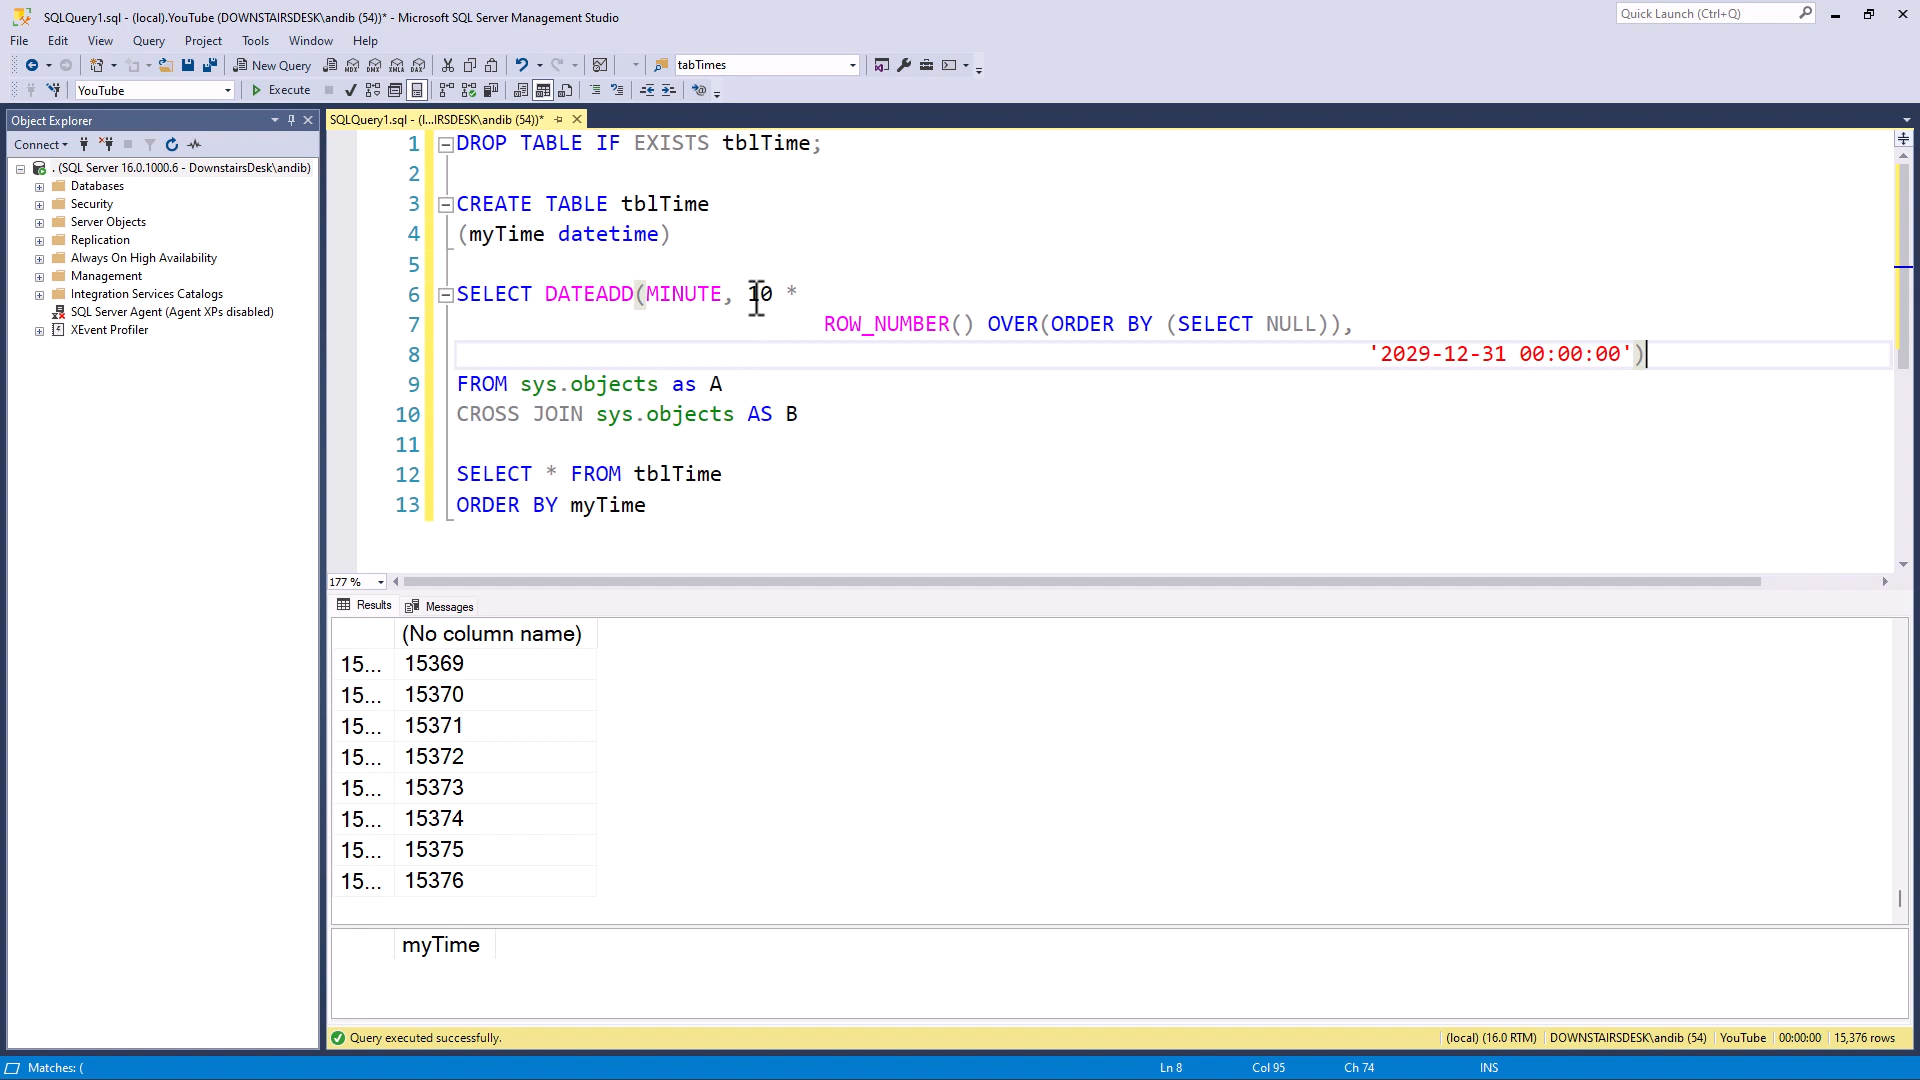 SQLQuery1.sql - (local).YouTube (DOWNSTAIRSDESK\andib (54))* - Microsoft SQL Server Management Studio
Quick Launch (Ctrl+Q)
File Edit View Query Project Tools Window Help
New Query
MDX DMX XMLA DAX
tabTimes
YouTube
Execute
Object Explorer
SQLQuery1.sql - (l...IRSDESK\andib (54))*
Connect
. (SQL Server 16.0.1000.6 - DownstairsDesk\andib)
Databases
Security
Server Objects
Replication
Always On High Availability
Management
Integration Services Catalogs
SQL Server Agent (Agent XPs disabled)
XEvent Profiler
1 DROP TABLE IF EXISTS tblTime;
2
3 CREATE TABLE tblTime
4 (myTime datetime)
5
6 SELECT DATEADD(MINUTE, 10 *
7 ROW_NUMBER() OVER(ORDER BY (SELECT NULL)),
8 '2029-12-31 00:00:00')
9 FROM sys.objects as A
10 CROSS JOIN sys.objects AS B
11
12 SELECT * FROM tblTime
13 ORDER BY myTime
177 %
Results Messages
(No column name)
15... 15369
15... 15370
15... 15371
15... 15372
15... 15373
15... 15374
15... 15375
15... 15376
myTime
Query executed successfully.
(local) (16.0 RTM) DOWNSTAIRSDESK\andib (54) YouTube 00:00:00 15,376 rows
Matches: (
Ln 8 Col 95 Ch 74 INS